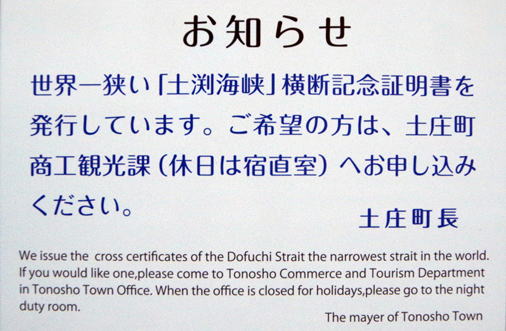 お知らせ
世界一狭い「土渕海峡」横断記念証明書を
発行しています。ご希望の方は、土庄町
商工観光課（休日は宿直室）へお申し込み
ください。
土庄町長
We issue the cross certificates of the Dofuchi Strait the narrowest strait in the world.
If you would like one,please come to Tonosho Commerce and Tourism Department
in Tonosho Town Office. When the office is closed for holidays,please go to the night
duty room.
The mayer of Tonosho Town